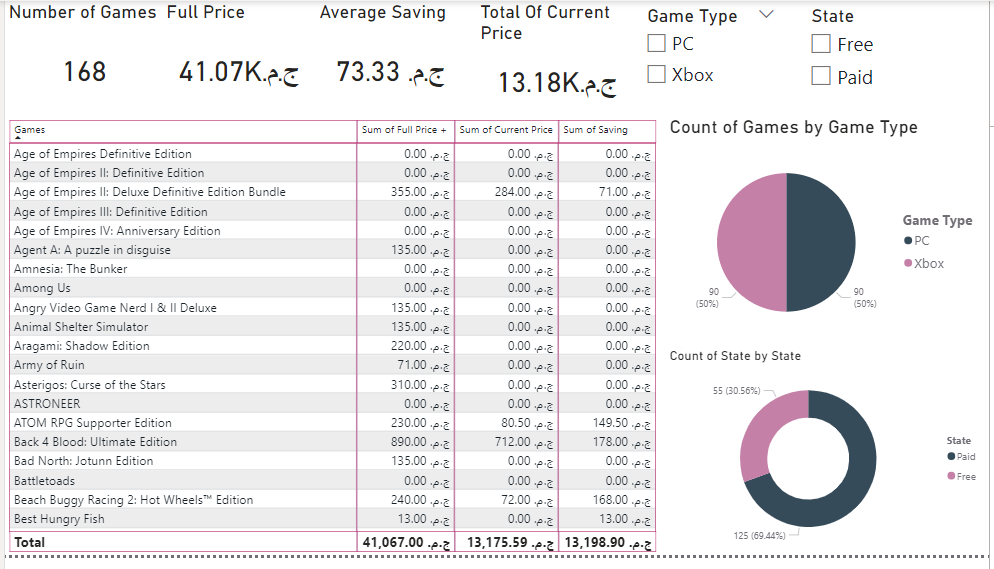 Number of Games
168
Full Price
41.07K ج.م.
Average Saving
73.33 ج.م.
Total Of Current
Price
13.18K ج.م.
Game Type
PC
Xbox
State
Free
Paid
Games Sum of Full Price + Sum of Current Price Sum of Saving
Age of Empires Definitive Edition 0.00 ج.م. 0.00 ج.م. 0.00 ج.م.
Age of Empires II: Definitive Edition 0.00 ج.م. 0.00 ج.م. 0.00 ج.م.
Age of Empires II: Deluxe Definitive Edition Bundle 355.00 ج.م. 284.00 ج.م. 71.00 ج.م.
Age of Empires III: Definitive Edition 0.00 ج.م. 0.00 ج.م. 0.00 ج.م.
Age of Empires IV: Anniversary Edition 0.00 ج.م. 0.00 ج.م. 0.00 ج.م.
Agent A: A puzzle in disguise 135.00 ج.م. 0.00 ج.م. 0.00 ج.م.
Amnesia: The Bunker 0.00 ج.م. 0.00 ج.م. 0.00 ج.م.
Among Us 0.00 ج.م. 0.00 ج.م. 0.00 ج.م.
Angry Video Game Nerd I & II Deluxe 135.00 ج.م. 0.00 ج.م. 0.00 ج.م.
Animal Shelter Simulator 135.00 ج.م. 0.00 ج.م. 0.00 ج.م.
Aragami: Shadow Edition 220.00 ج.م. 0.00 ج.م. 0.00 ج.م.
Army of Ruin 71.00 ج.م. 0.00 ج.م. 0.00 ج.م.
Asterigos: Curse of the Stars 310.00 ج.م. 0.00 ج.م. 0.00 ج.م.
ASTRONEER 0.00 ج.م. 0.00 ج.م. 0.00 ج.م.
ATOM RPG Supporter Edition 230.00 ج.م. 80.50 ج.م. 149.50 ج.م.
Back 4 Blood: Ultimate Edition 890.00 ج.م. 712.00 ج.م. 178.00 ج.م.
Bad North: Jotunn Edition 135.00 ج.م. 0.00 ج.م. 0.00 ج.م.
Battletoads 0.00 ج.م. 0.00 ج.م. 0.00 ج.م.
Beach Buggy Racing 2: Hot Wheels™ Edition 240.00 ج.م. 72.00 ج.م. 168.00 ج.م.
Best Hungry Fish 13.00 ج.م. 0.00 ج.م. 13.00 ج.م.
Total 41,067.00 ج.م. 13,175.59 ج.م. 13,198.90 ج.م.
Count of Games by Game Type
90
(50%)
90
(50%)
Game Type
PC
Xbox
Count of State by State
55 (30.56%)
125 (69.44%)
State
Paid
Free